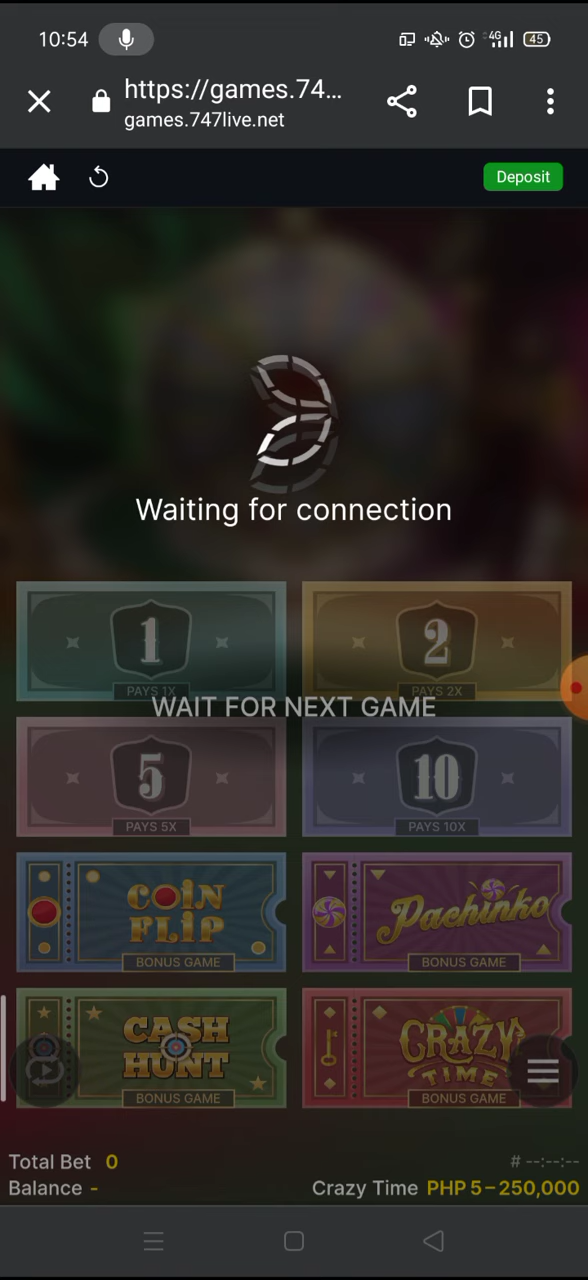 10:54
4G
45
https://games.74...
games.747live.net
Deposit
Waiting for connection
1
PAYS 1X
2
PAYS 2X
WAIT FOR NEXT GAME
5
PAYS 5X
10
PAYS 10X
COIN
FLIP
BONUS GAME
Pachinko
BONUS GAME
CASH
HUNT
BONUS GAME
CRAZY
TIME
BONUS GAME
Total Bet 0
# --:--:--
Balance -
Crazy Time PHP 5–250,000